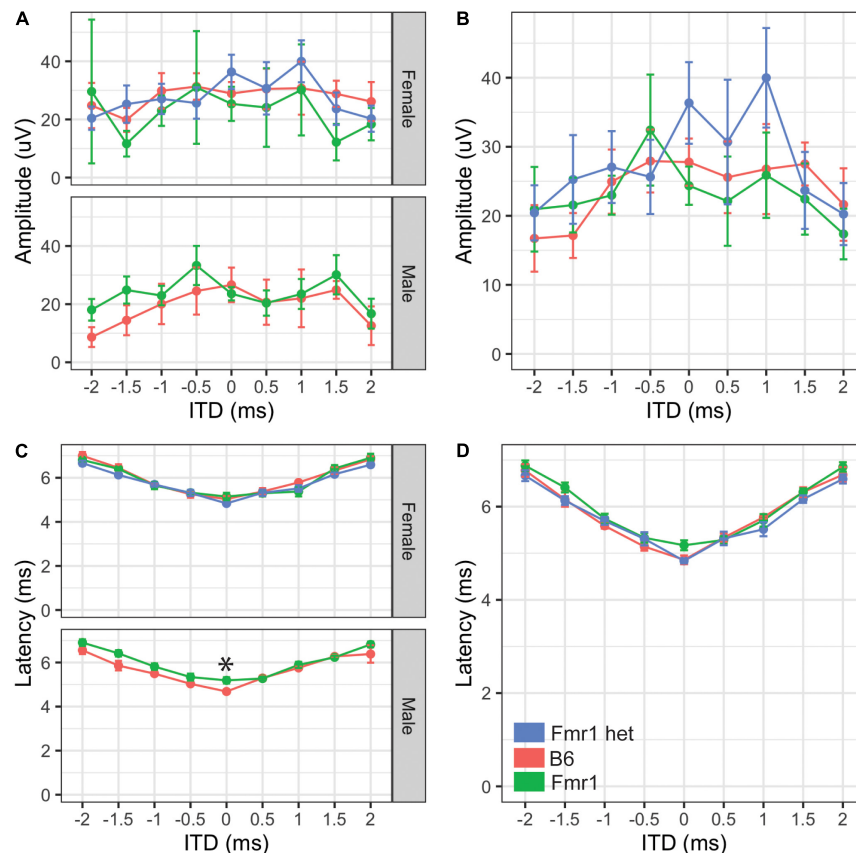 A
Amplitude (uV)
40
20
0
Female
40
20
0
Male
-2 -1.5 -1 -0.5 0 0.5 1 1.5 2
ITD (ms)
B
Amplitude (uV)
40
30
20
10
0
-2 -1.5 -1 -0.5 0 0.5 1 1.5 2
ITD (ms)
C
Latency (ms)
6
4
2
0
Female
6
4
2
0
*
Male
-2 -1.5 -1 -0.5 0 0.5 1 1.5 2
ITD (ms)
D
Latency (ms)
6
4
2
0
Fmr1 het
B6
Fmr1
-2 -1.5 -1 -0.5 0 0.5 1 1.5 2
ITD (ms)